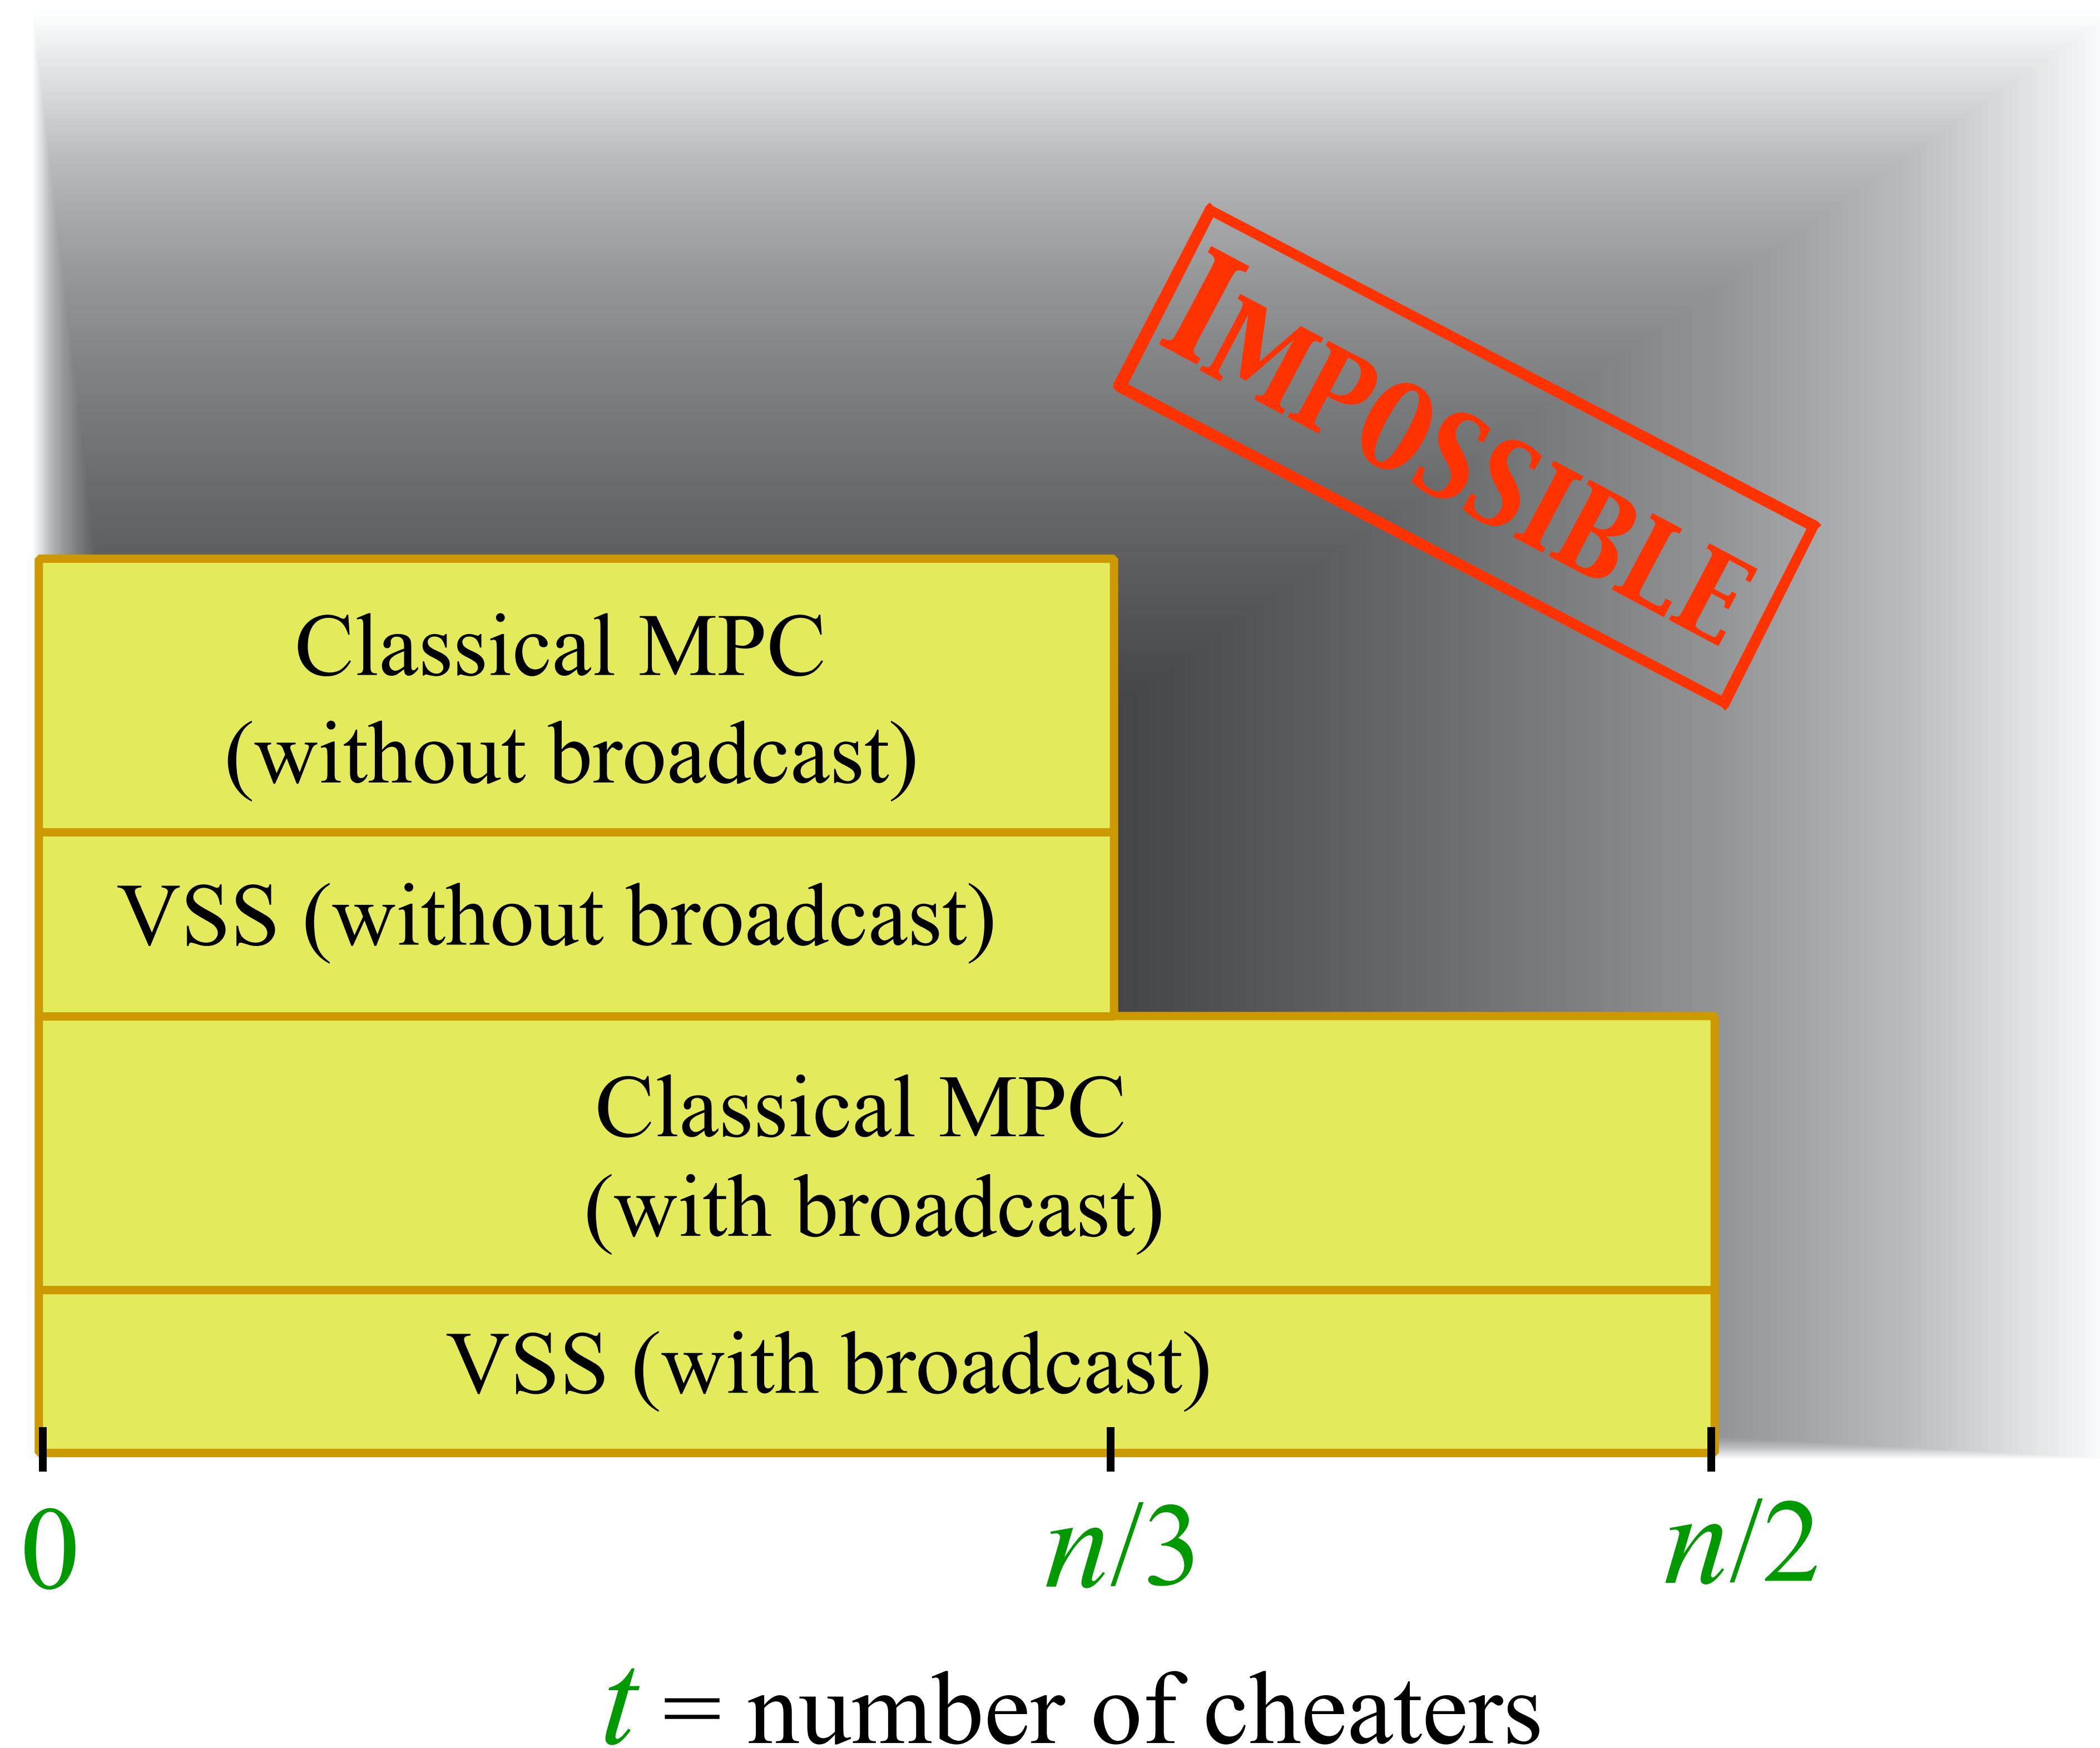 IMPOSSIBLE
Classical MPC
(without broadcast)
VSS (without broadcast)
Classical MPC
(with broadcast)
VSS (with broadcast)
0 n/3 n/2
t = number of cheaters